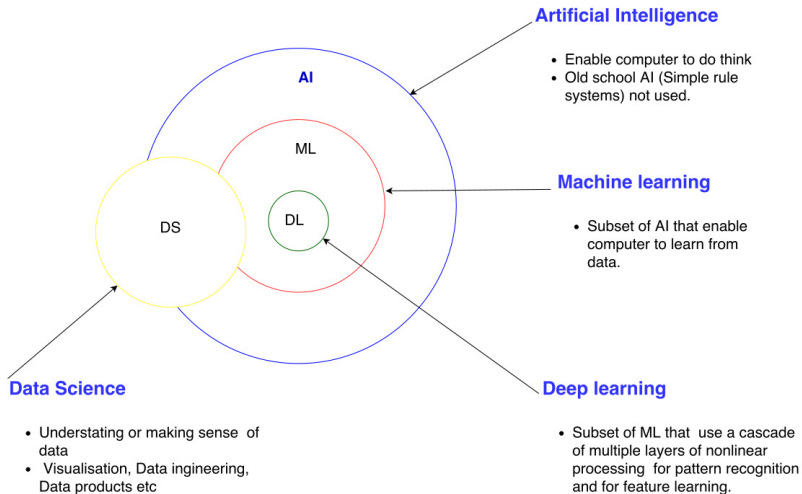 Artificial Intelligence
• Enable computer to do think
• Old school AI (Simple rule
systems) not used.
AI
ML
DL
DS
Machine learning
• Subset of AI that enable
computer to learn from
data.
Data Science
• Understating or making sense of
data
• Visualisation, Data ingineering,
Data products etc
Deep learning
• Subset of ML that use a cascade
of multiple layers of nonlinear
processing for pattern recognition
and for feature learning.